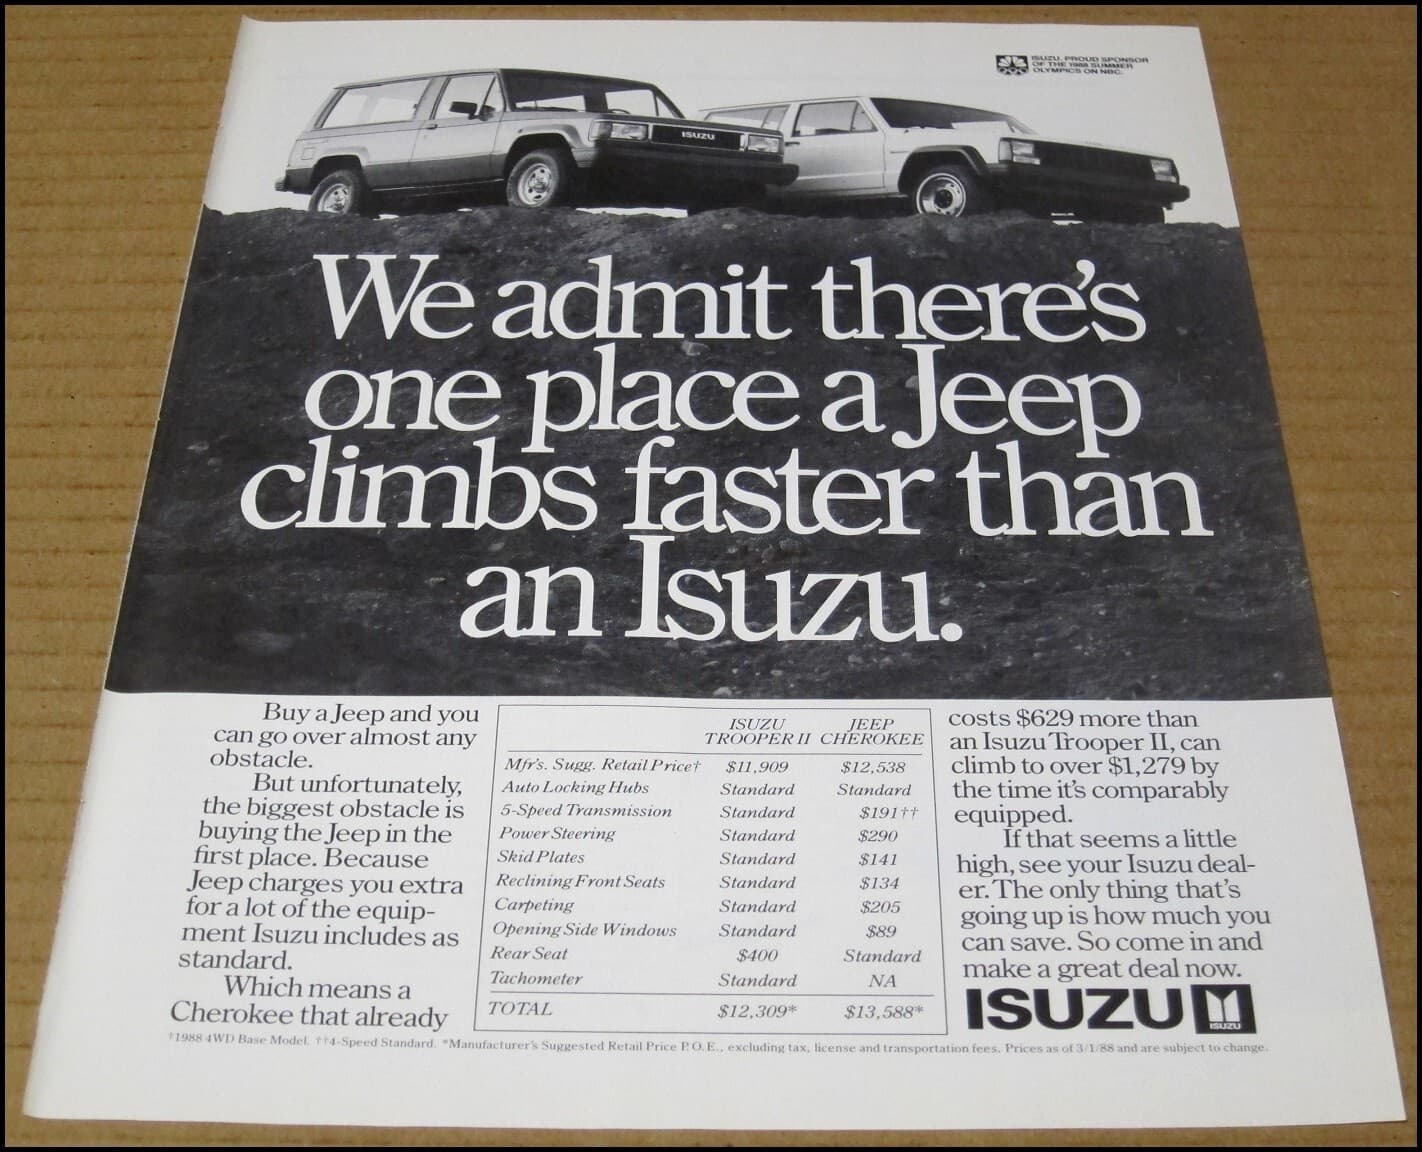 ISUZU. PROUD SPONSOR
OF THE 1988 SUMMER
OLYMPICS ON NBC.
ISUZU
We admit there's
one place a Jeep
climbs faster than
an Isuzu.
Buy a Jeep and you
can go over almost any
obstacle.
But unfortunately,
the biggest obstacle is
buying the Jeep in the
first place. Because
Jeep charges you extra
for a lot of the equip-
ment Isuzu includes as
standard.
Which means a
Cherokee that already
ISUZU TROOPER II JEEP CHEROKEE
Mfr's. Sugg. Retail Price† $11,909 $12,538
Auto Locking Hubs Standard Standard
5-Speed Transmission Standard $191††
Power Steering Standard $290
Skid Plates Standard $141
Reclining Front Seats Standard $134
Carpeting Standard $205
Opening Side Windows Standard $89
Rear Seat $400 Standard
Tachometer Standard NA
TOTAL $12,309* $13,588*
costs $629 more than
an Isuzu Trooper II, can
climb to over $1,279 by
the time it's comparably
equipped.
If that seems a little
high, see your Isuzu deal-
er. The only thing that's
going up is how much you
can save. So come in and
make a great deal now.
ISUZU
ISUZU
†1988 4WD Base Model. ††4-Speed Standard. *Manufacturer's Suggested Retail Price P.O.E., excluding tax, license and transportation fees. Prices as of 3/1/88 and are subject to change.